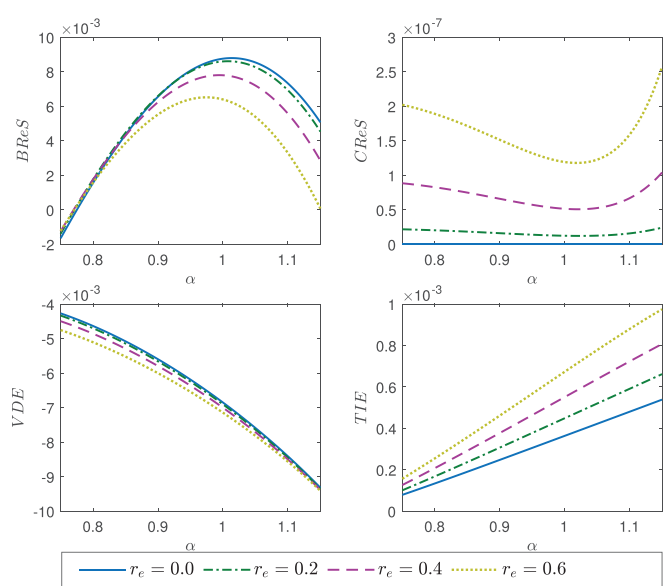 ×10⁻³
10
8
6
4
2
0
-2
BReS
0.8 0.9 1 1.1
α
×10⁻⁷
3
2.5
2
1.5
1
0.5
0
CReS
0.8 0.9 1 1.1
α
×10⁻³
-4
-5
-6
-7
-8
-9
-10
VDE
0.8 0.9 1 1.1
α
×10⁻³
1
0.8
0.6
0.4
0.2
0
TIE
0.8 0.9 1 1.1
α
rₑ = 0.0 rₑ = 0.2 rₑ = 0.4 rₑ = 0.6